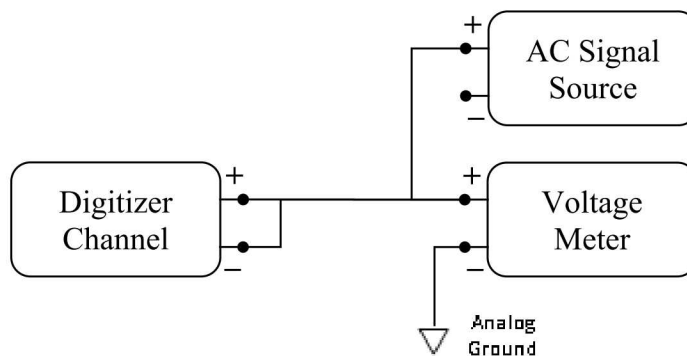 +
AC Signal
Source
−
+
Digitizer
Channel
−
+
Voltage
Meter
−
Analog
Ground